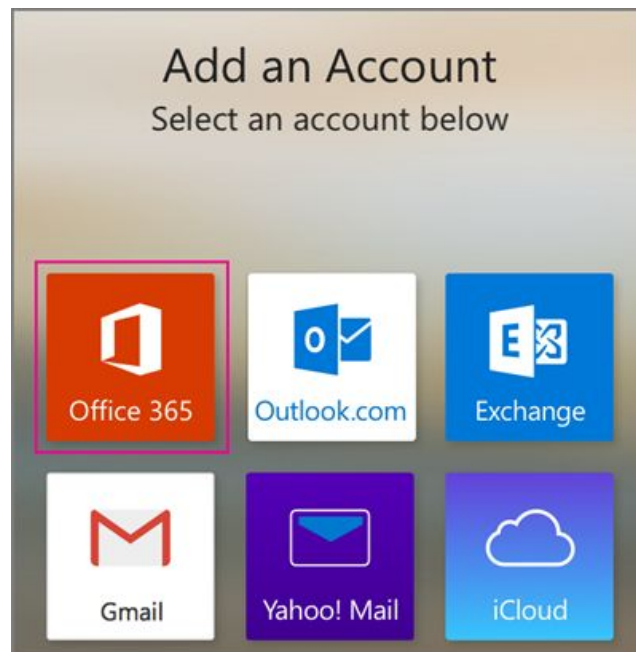 Add an Account
Select an account below
Office 365
O
Outlook.com
E
Exchange
Gmail
Yahoo! Mail
iCloud